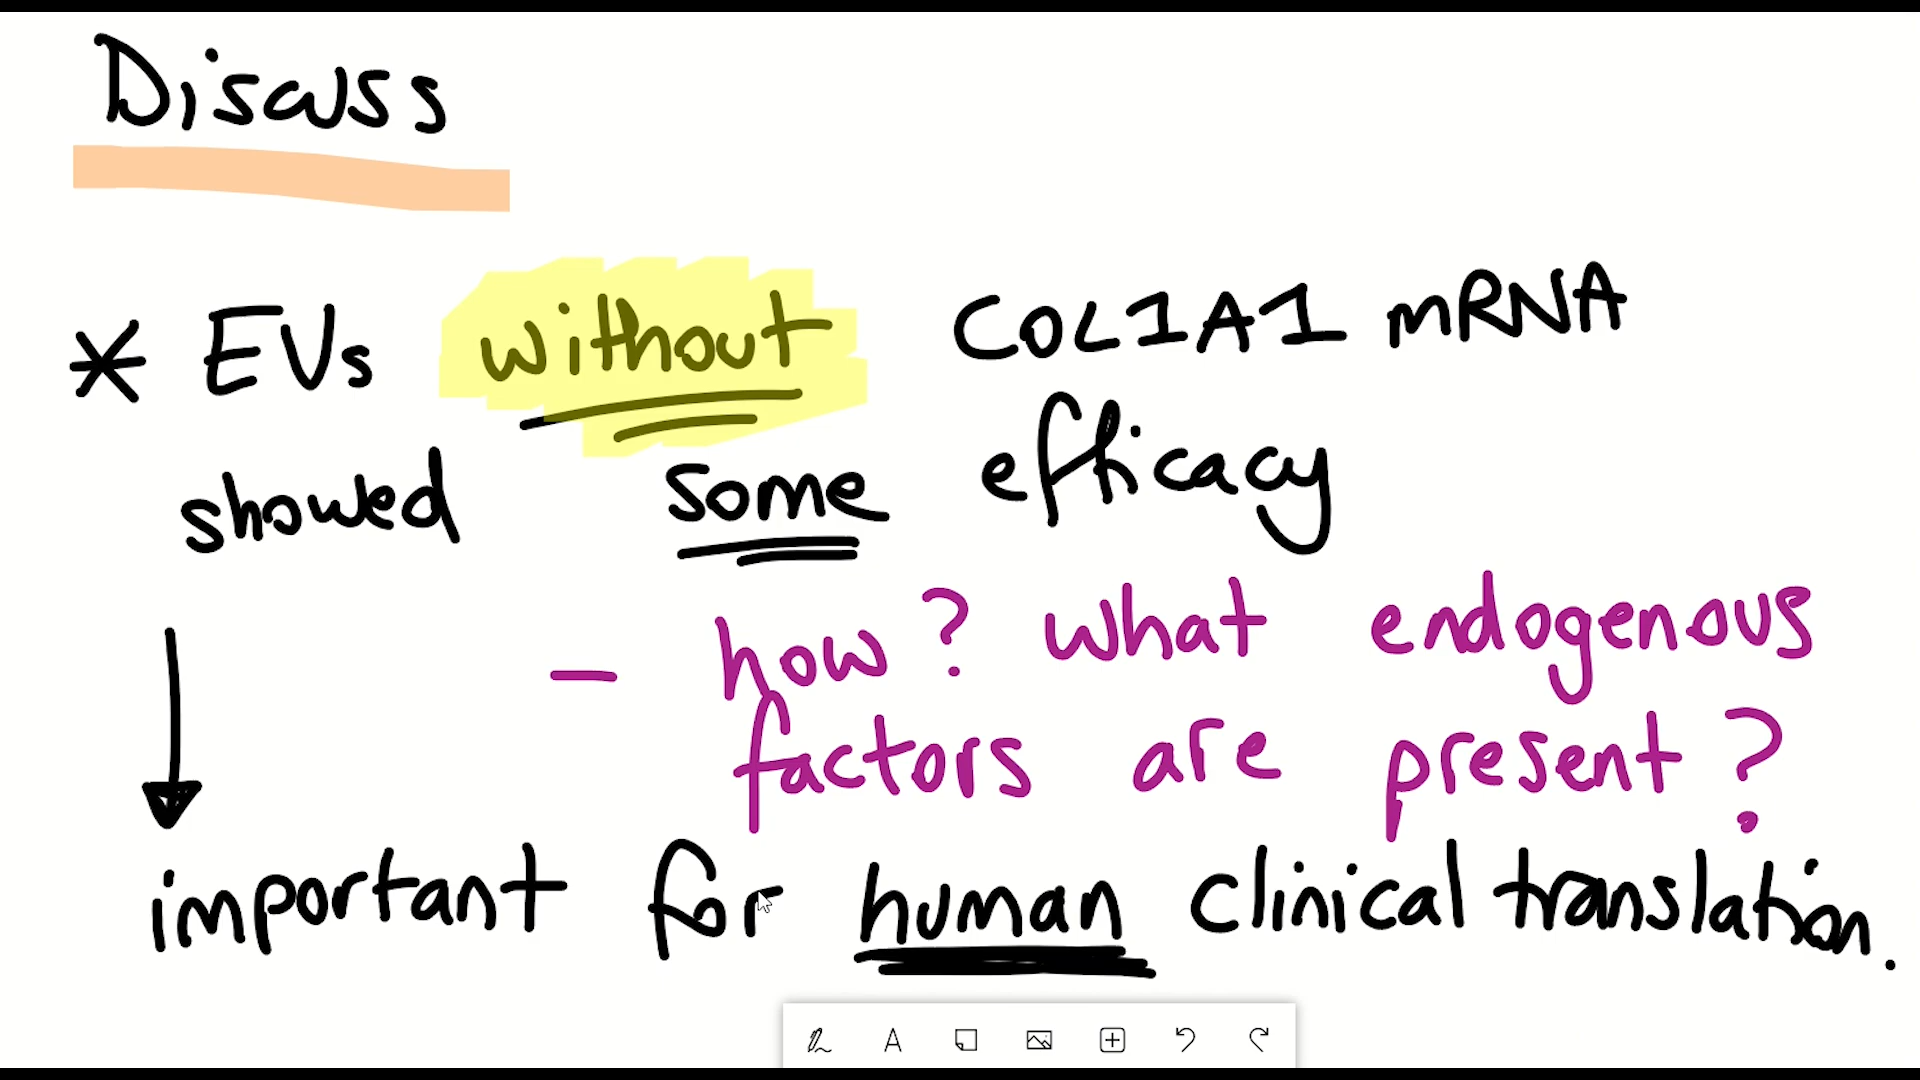 Discuss
* EVs without COL1A1 mRNA
showed some efficacy
- how? what endogenous
factors are present?
important for human clinical translation.
A